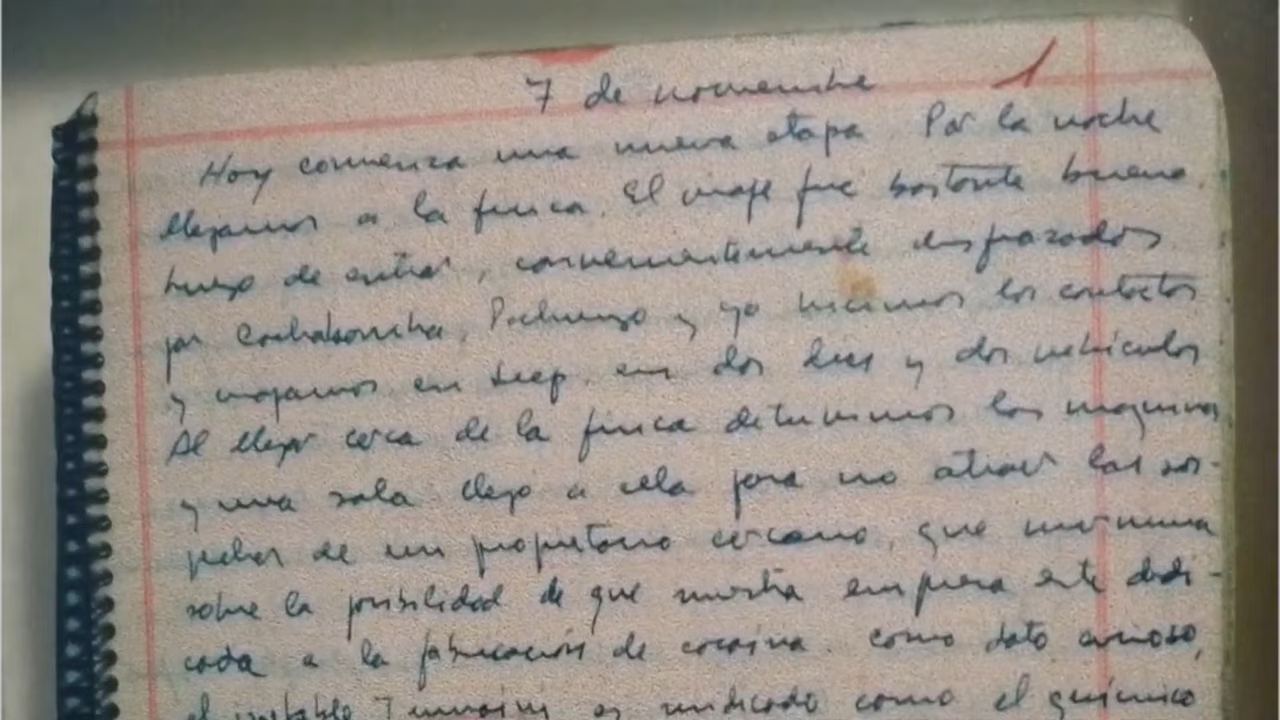 7 de noviembre 1
Hoy comienza una nueva etapa. Por la noche
llegamos a la finca. El viaje fue bastante bueno.
Luego de entrar, convenientemente disfrazados
por Cochabamba, Pachungo y yo hicimos los contactos
y viajamos en Jeep, en dos días y dos vehículos
Al llegar cerca de la finca detuvimos las máquinas
y una sola llegó a ella para no atraer las sos-
pechas de un propietario cercano, que murmura
sobre la posibilidad de que nuestra empresa esté dedi-
cada a la fabricación de cocaína. Como dato curioso,
el inefable Tumaini es indicado como el químico